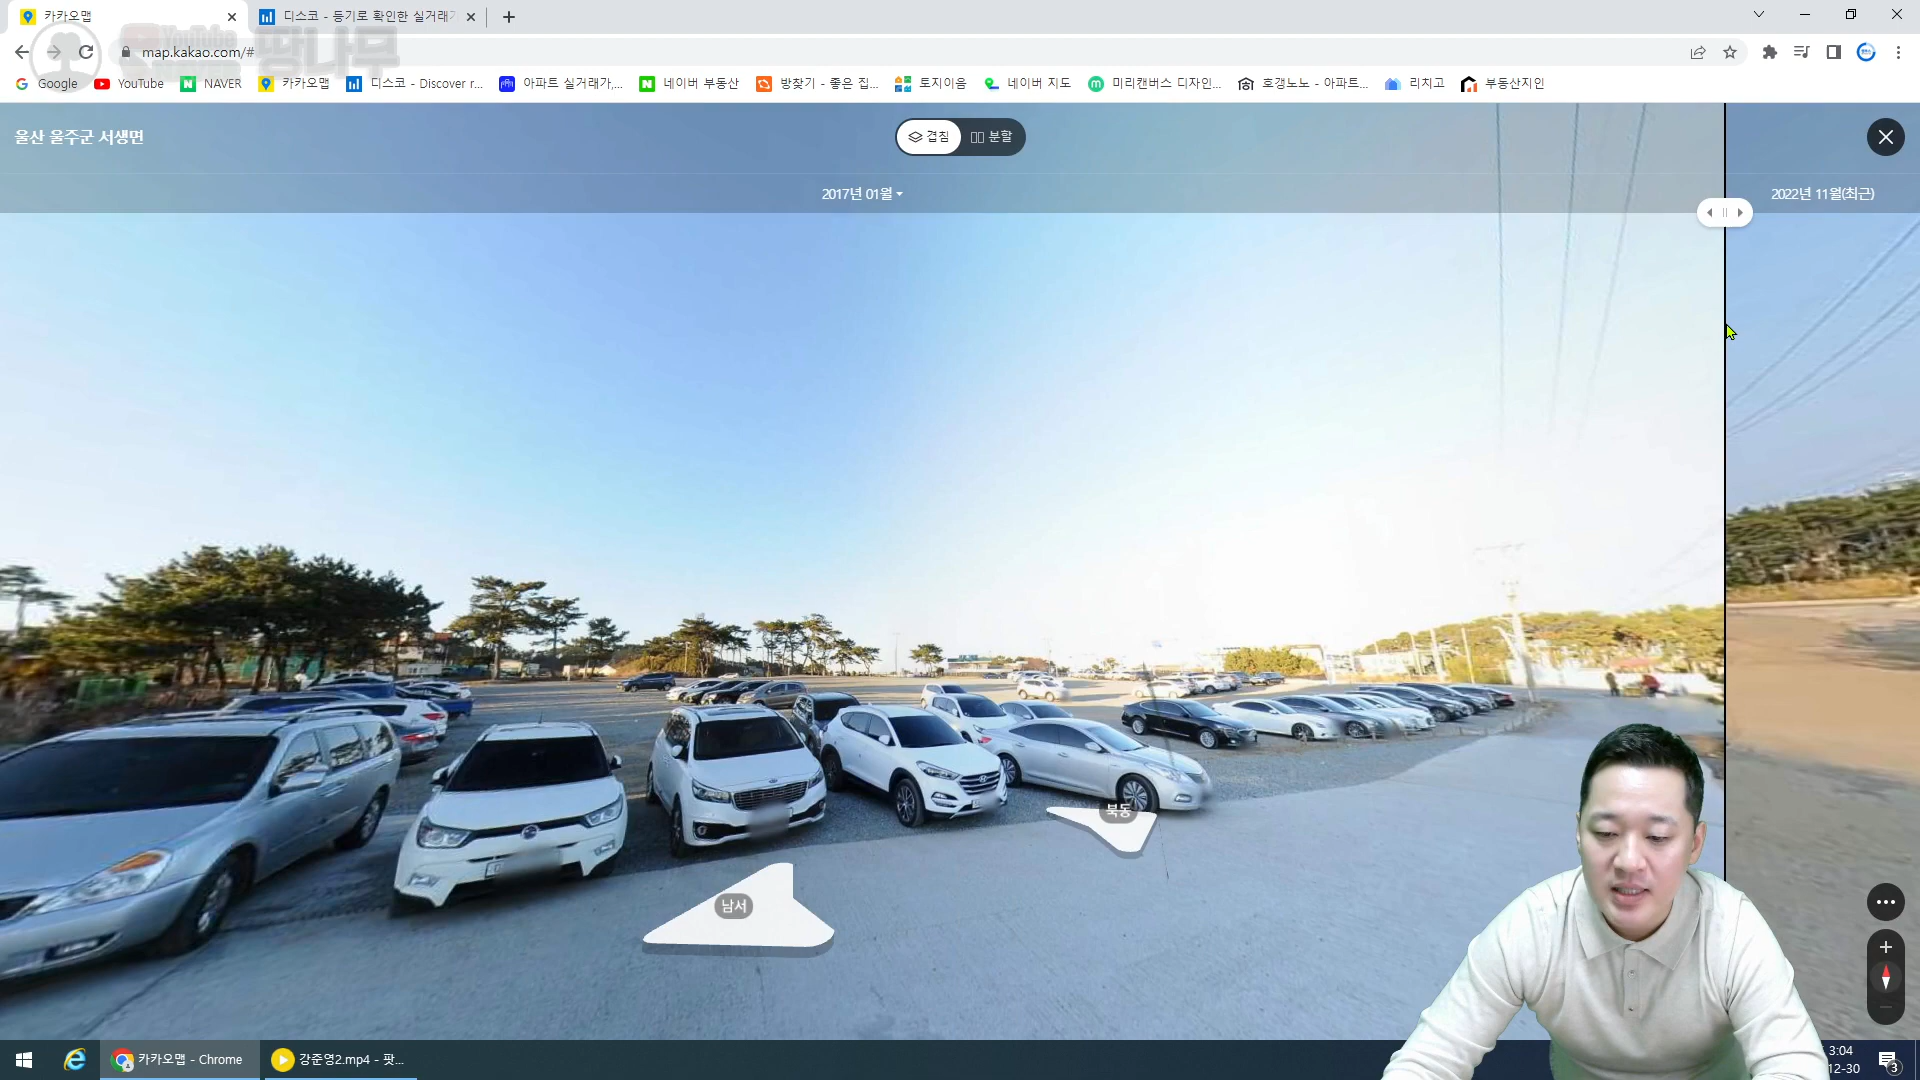 카카오맵
디스코 - 등기로 확인한 실거래가
YouTube
땅나무
map.kakao.com/#
Google
YouTube
NAVER
카카오맵
디스코 - Discover r...
아파트 실거래가,...
네이버 부동산
방찾기 - 좋은 집...
토지이음
네이버 지도
미리캔버스 디자인...
호갱노노 - 아파트...
리치고
부동산지인
울산 울주군 서생면
겹침
분할
2017년 01월
2022년 11월(최근)
북동
남서
카카오맵 - Chrome
강준영2.mp4 - 팟...
3:04
12-30
3